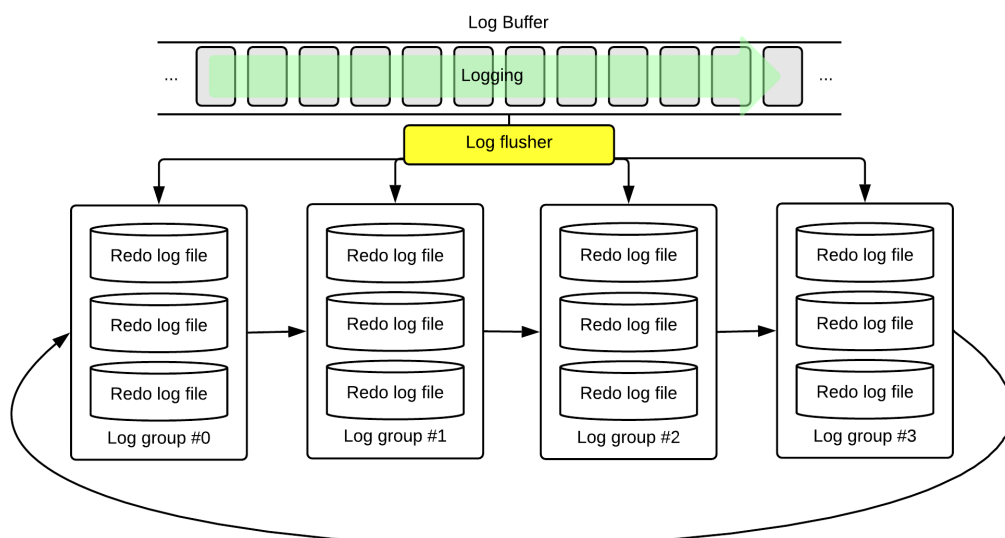 Log Buffer
... Logging ...
Log flusher
Redo log file Redo log file Redo log file Redo log file
Redo log file Redo log file Redo log file Redo log file
Redo log file Redo log file Redo log file Redo log file
Log group #0 Log group #1 Log group #2 Log group #3